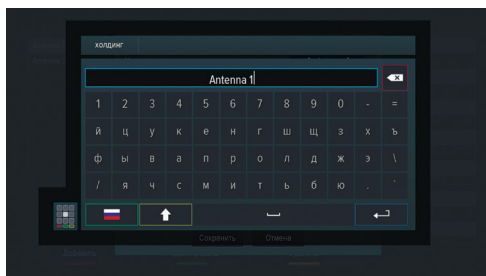 холдинг
Antenna 1
1 2 3 4 5 6 7 8 9 0 - =
й ц у к е н г ш щ з х ъ
ф ы в а п р о л д ж э \
/ я ч с м и т ь б ю . `
Сохранить Отмена